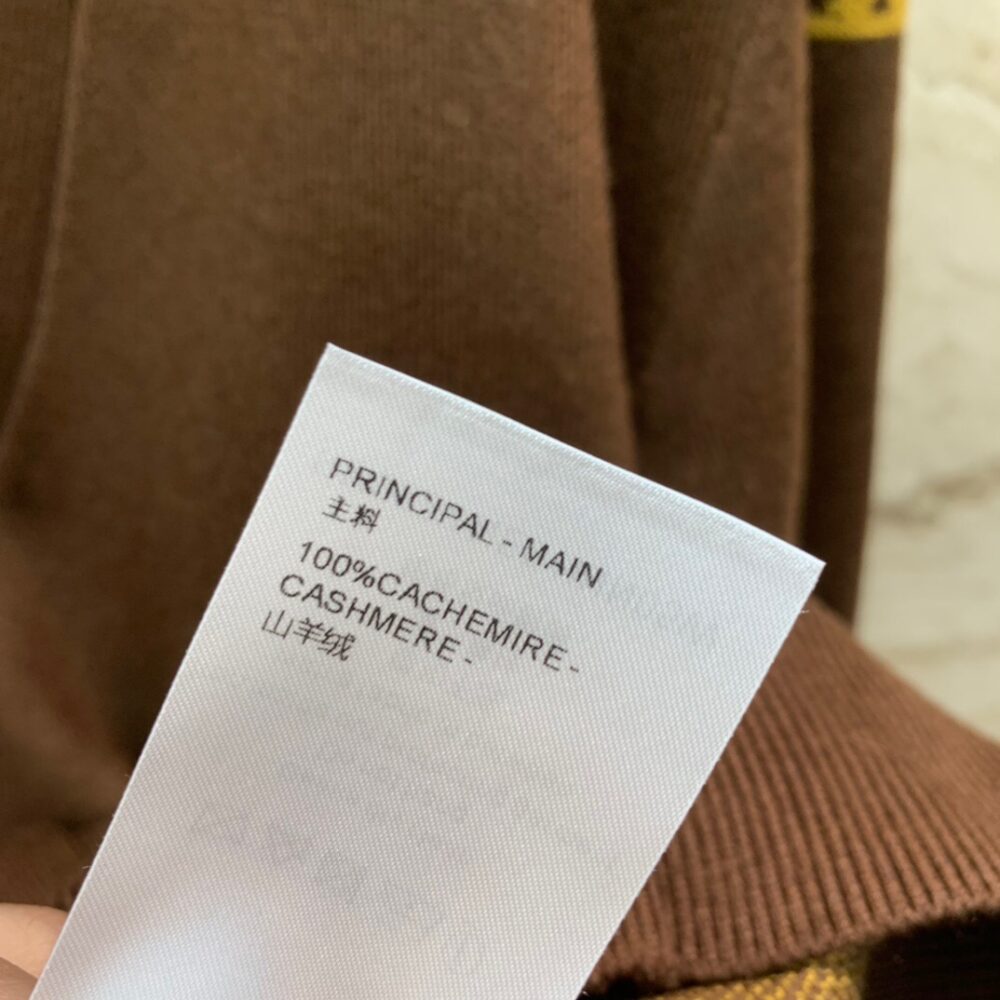 PRINCIPAL - MAIN
主料
100%CACHEMIRE -
CASHMERE -
山羊绒